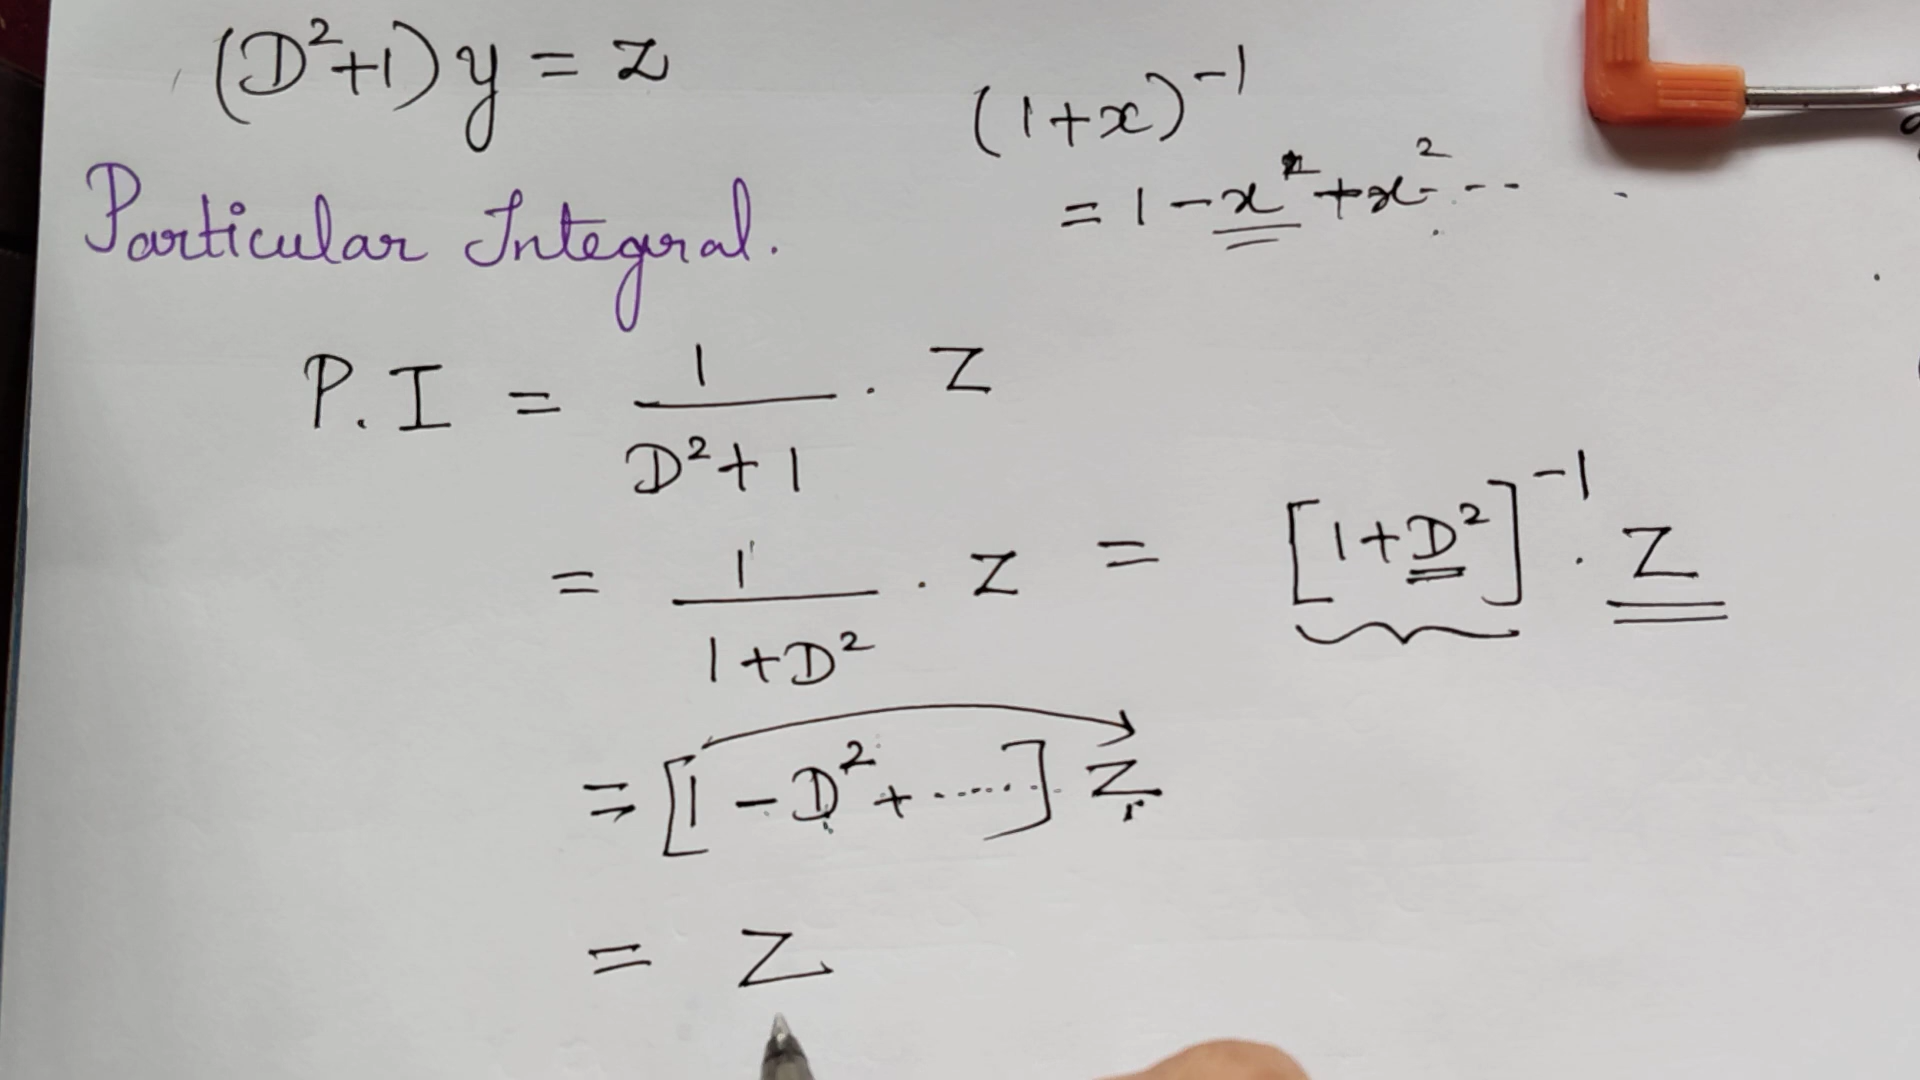 (D²+1) y = z
(1+x)⁻¹
= 1 - x + x² - ...
Particular Integral.
P.I = 1/(D²+1) . z
= 1/(1+D²) . z = [1+D²]⁻¹ . z
= [1 - D² + ......] z
= z